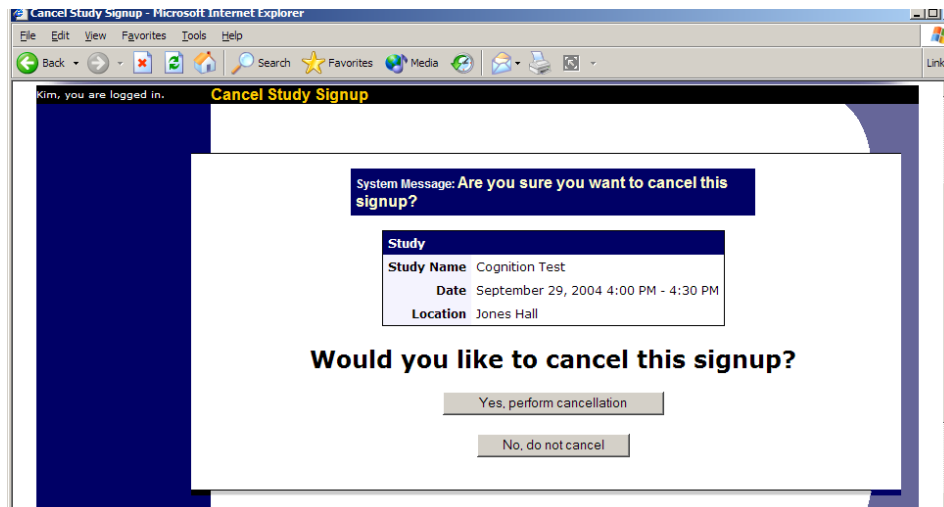 Cancel Study Signup - Microsoft Internet Explorer
File Edit View Favorites Tools Help
Back Search Favorites Media Link
Kim, you are logged in. Cancel Study Signup
System Message: Are you sure you want to cancel this
signup?
Study
Study Name Cognition Test
Date September 29, 2004 4:00 PM - 4:30 PM
Location Jones Hall
Would you like to cancel this signup?
Yes, perform cancellation
No, do not cancel